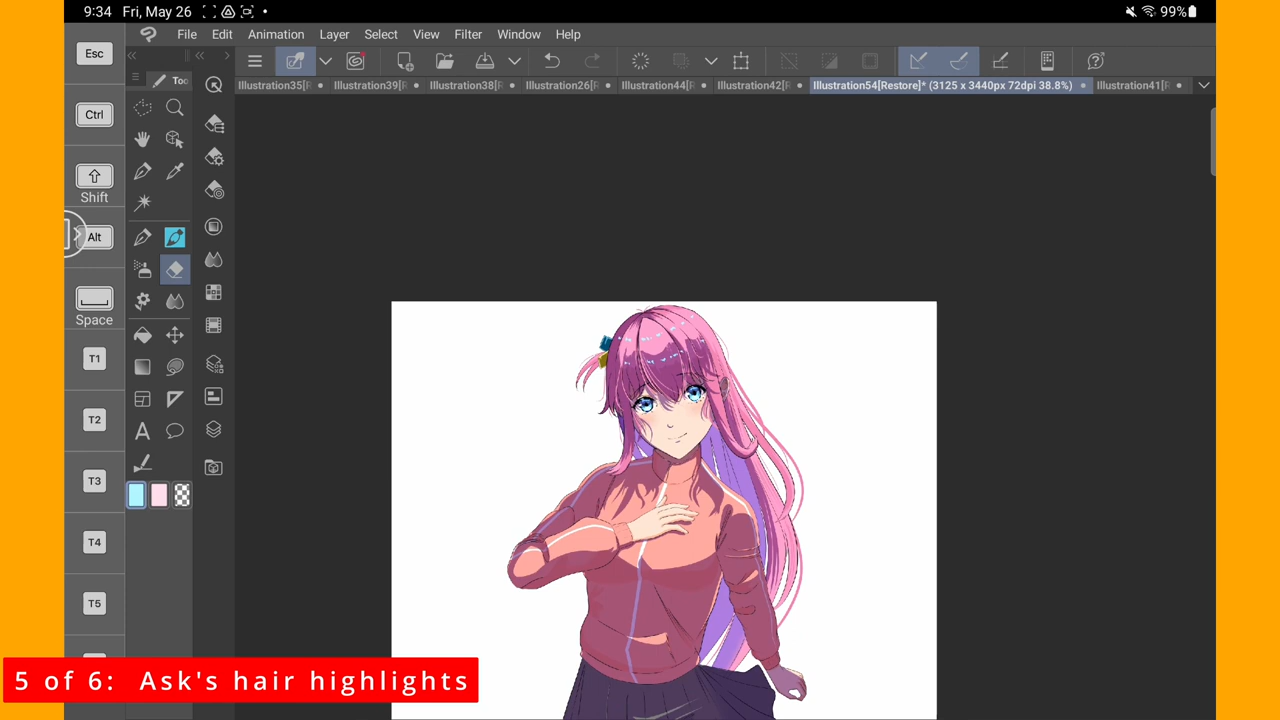 9:34 Fri, May 26 99%
Esc
File Edit Animation Layer Select View Filter Window Help
Too
Illustration35[R Illustration39[ Illustration38[ Illustration26[ Illustration44[ Illustration42[ Illustration54[Restore]* (3125 x 3440px 72dpi 38.8%) Illustration41[
Ctrl
Shift
Alt
Space
T1
T2
T3
T4
T5
5 of 6: Ask's hair highlights